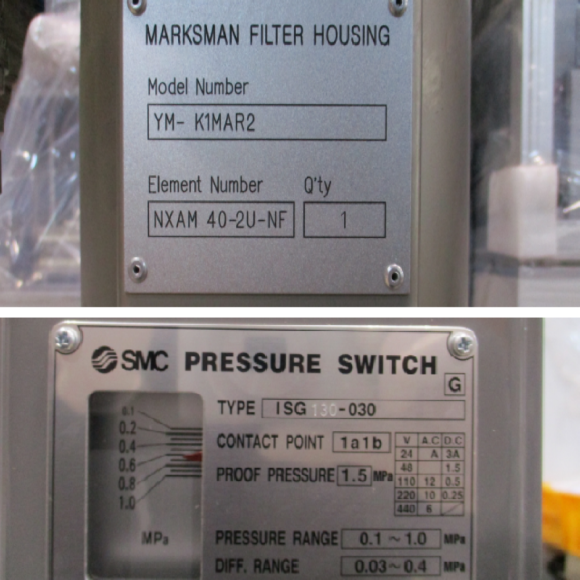 MARKSMAN FILTER HOUSING
Model Number
YM- K1MAR2
Element Number Q'ty
NXAM 40-2U-NF 1
SMC PRESSURE SWITCH
G
TYPE ISG 130-030
CONTACT POINT 1a1b
PROOF PRESSURE 1.5 MPa
V A.C D.C
24 A 3A
48 1.5
110 12 0.5
220 10 0.25
440 6
0.1
0.2
0.4
0.6
0.8
1.0
MPa
PRESSURE RANGE 0.1~1.0 MPa
DIFF. RANGE 0.03~0.4 MPa